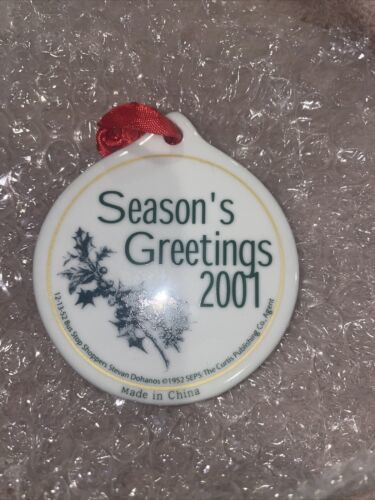 Season's
Greetings
2001
12-13-52 Bus Stop Shoppers Stevan Dohanos ©1952 SEPS: The Curtis Publishing Co. Agent
Made in China